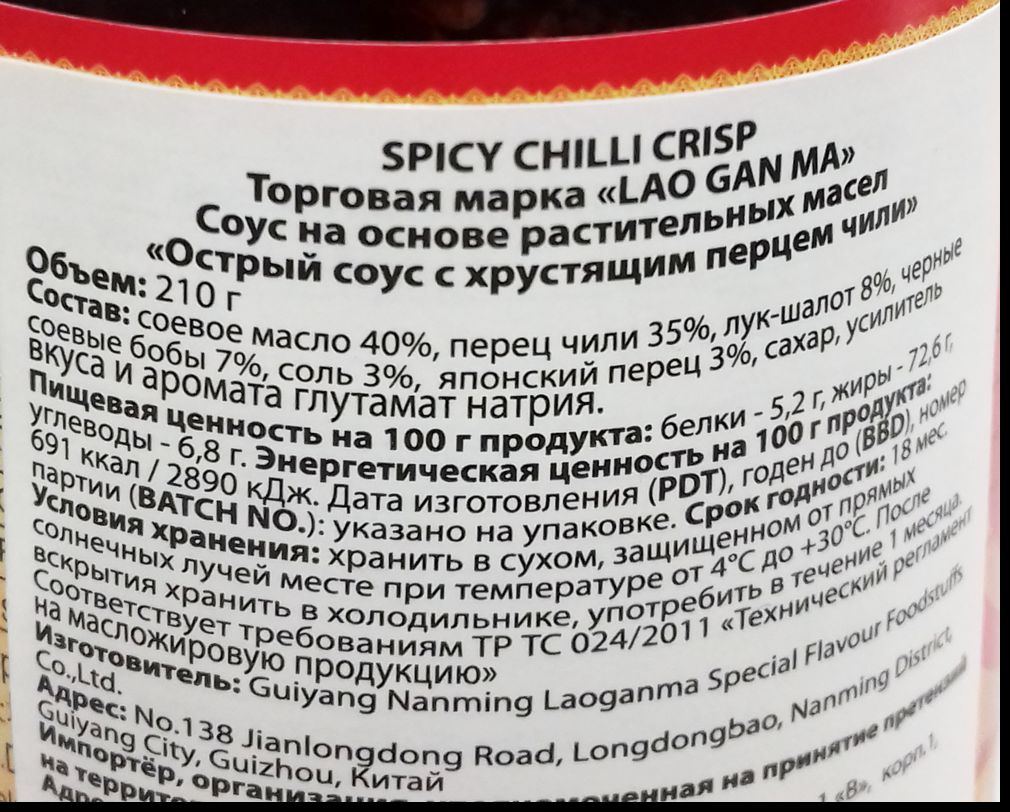 SPICY CHILLI CRISP
Торговая марка «LAO GAN MA»
Соус на основе растительных масел
«Острый соус с хрустящим перцем чили»
Объем: 210 г
Состав: соевое масло 40%, перец чили 35%, лук-шалот 8%, черные
соевые бобы 7%, соль 3%, японский перец 3%, сахар, усилитель
вкуса и аромата глутамат натрия.
Пищевая ценность на 100 г продукта: белки - 5,2 г, жиры - 72,6 г,
углеводы - 6,8 г. Энергетическая ценность на 100 г продукта:
691 ккал / 2890 кДж. Дата изготовления (PDT), годен до (BBD), номер
партии (BATCH NO.): указано на упаковке. Срок годности: 18 мес.
Условия хранения: хранить в сухом, защищенном от прямых
солнечных лучей месте при температуре от 4°С до +30°С. После
вскрытия хранить в холодильнике, употребить в течение 1 месяца.
Соответствует требованиям ТР ТС 024/2011 «Технический регламент
на масложировую продукцию»
Изготовитель: Guiyang Nanming Laoganma Special Flavour Foodstuffs
Co.,Ltd.
Адрес: No.138 Jianlongdong Road, Longdongbao, Nanming District,
Guiyang City, Guizhou, Китай
Импортёр, организация, уполномоченная на принятие претензий
на 1 «8», корп.1,